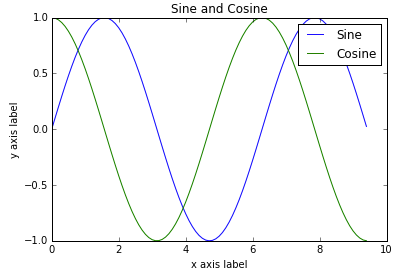 Sine and Cosine
Sine
Cosine
1.0
0.5
0.0
−0.5
−1.0
y axis label
0
2
4
6
8
10
x axis label